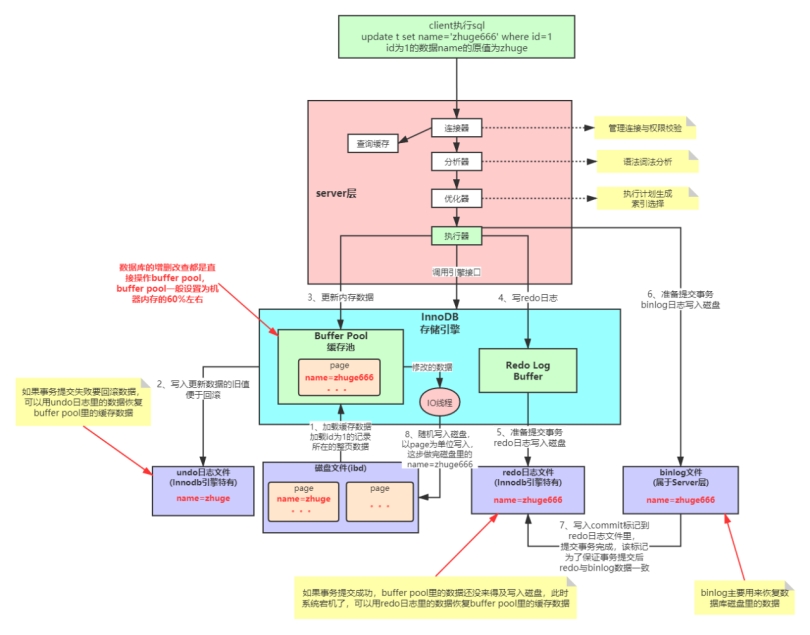 client执行sql
update t set name='zhuge666' where id=1
id为1的数据name的原值为zhuge
server层
连接器
查询缓存
管理连接与权限校验
分析器
语法词法分析
优化器
执行计划生成
索引选择
执行器
调用引擎接口
数据库的增删改查都是直
接操作buffer pool,
buffer pool一般设置为机
器内存的60%左右
3、更新内存数据
4、写redo日志
6、准备提交事务
binlog日志写入磁盘
InnoDB
存储引擎
Buffer Pool
缓存池
page
name=zhuge666
. . .
修改的数据
IO线程
Redo Log
Buffer
如果事务提交失败要回滚数据,
可以用undo日志里的数据恢复
buffer pool里的缓存数据
2、写入更新数据的旧值
便于回滚
1、加载缓存数据
加载id为1的记录
所在的整页数据
8、随机写入磁盘,
以page为单位写入,
这步做完磁盘里的
name=zhuge666
5、准备提交事务
redo日志写入磁盘
undo日志文件
(Innodb引擎特有)
name=zhuge
磁盘文件(ibd)
page
name=zhuge
. . .
page
. . .
redo日志文件
(Innodb引擎特有)
name=zhuge666
binlog文件
(属于Server层)
name=zhuge666
7、写入commit标记到
redo日志文件里,
提交事务完成，该标记
为了保证事务提交后
redo与binlog数据一致
如果事务提交成功，buffer pool里的数据还没来得及写入磁盘，此时
系统宕机了，可以用redo日志里的数据恢复buffer pool里的缓存数据
binlog主要用来恢复数
据库磁盘里的数据